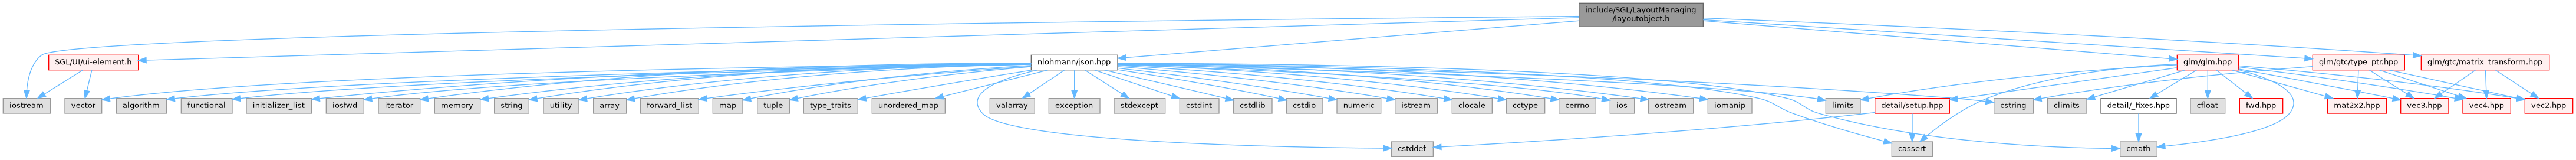 include/SGL/LayoutManaging
/layoutobject.h
SGL/UI/ui-element.h
nlohmann/json.hpp
glm/glm.hpp
glm/gtc/type_ptr.hpp
glm/gtc/matrix_transform.hpp
iostream
vector
algorithm
functional
initializer_list
iosfwd
iterator
memory
string
utility
array
forward_list
map
tuple
type_traits
unordered_map
valarray
exception
stdexcept
cstdint
cstdlib
cstdio
numeric
istream
clocale
cctype
cerrno
ios
ostream
iomanip
limits
detail/setup.hpp
cstring
climits
detail/_fixes.hpp
cfloat
fwd.hpp
mat2x2.hpp
vec3.hpp
vec4.hpp
vec2.hpp
cstddef
cassert
cmath